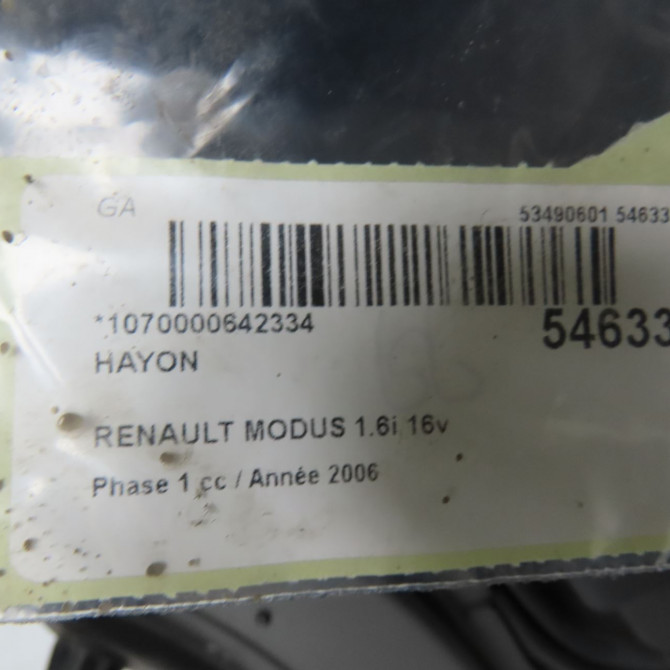 GA
53490601 54633
*1070000642334
54633
HAYON
RENAULT MODUS 1.6i 16v
Phase 1 cc / Année 2006